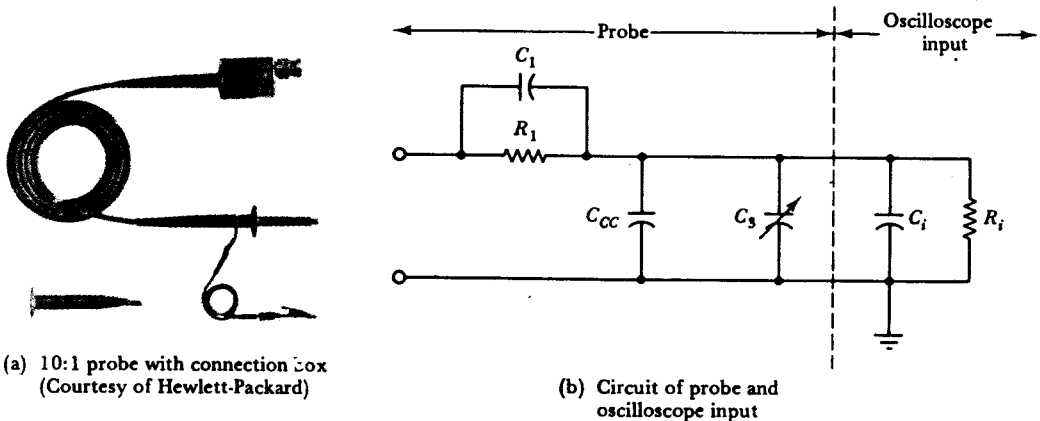 Probe
Oscilloscope
input
C1
R1
CCC
C3
Ci
Ri
(a) 10:1 probe with connection
(Courtesy of Hewlett-Packard)
(b) Circuit of probe and
oscilloscope input